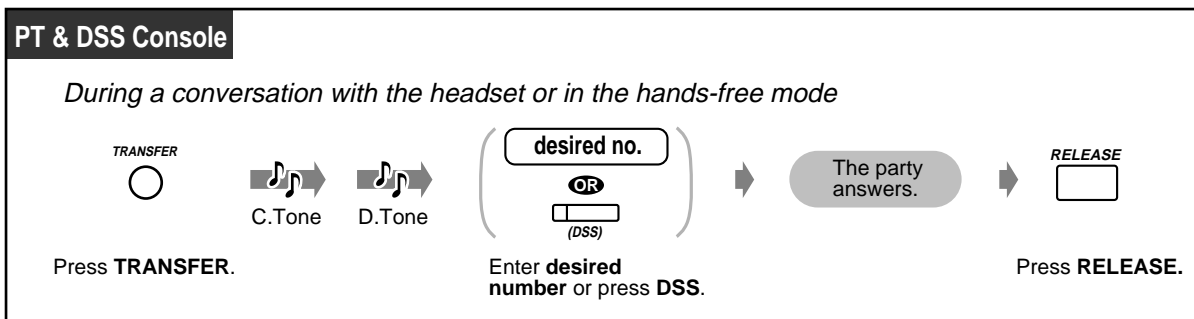 PT & DSS Console
During a conversation with the headset or in the hands-free mode
TRANSFER
C.Tone
D.Tone
desired no.
OR
(DSS)
The party
answers.
RELEASE
Press TRANSFER.
Enter desired
number or press DSS.
Press RELEASE.